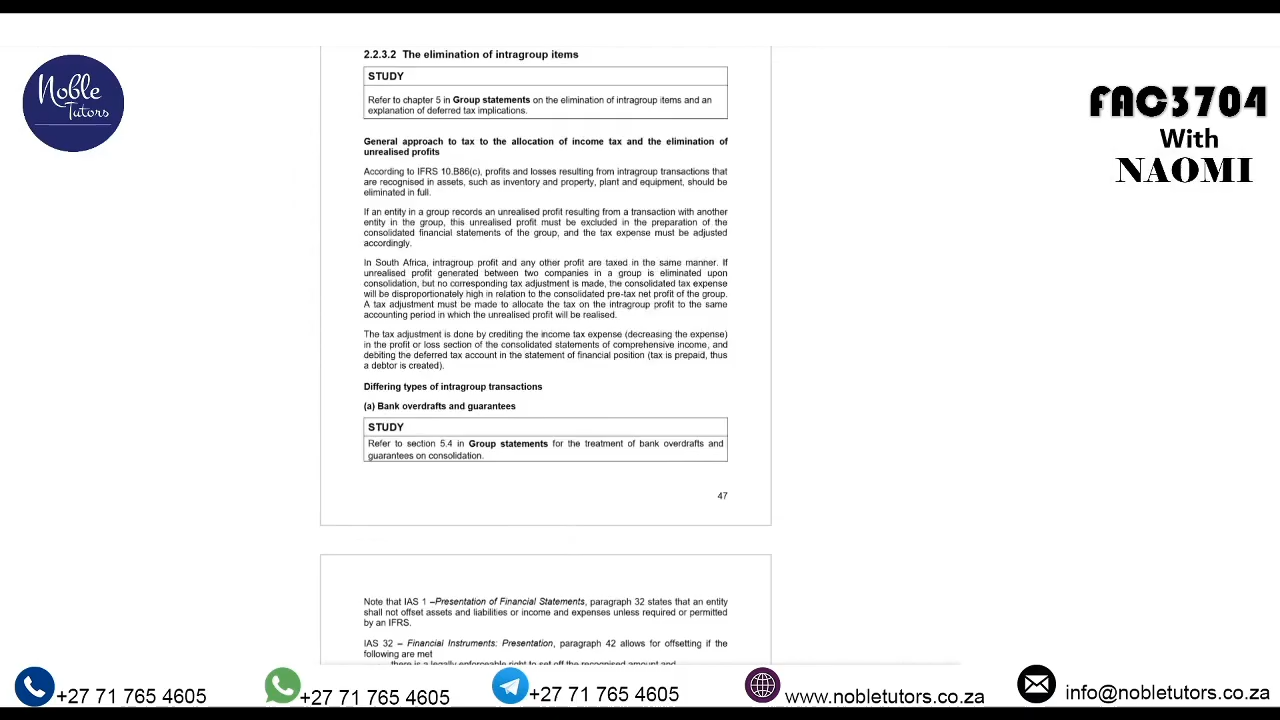 Noble
Tutors
FAC3704
With
NAOMI
2.2.3.2 The elimination of intragroup items
STUDY
Refer to chapter 5 in Group statements on the elimination of intragroup items and an
explanation of deferred tax implications.
General approach to tax to the allocation of income tax and the elimination of
unrealised profits
According to IFRS 10.B86(c), profits and losses resulting from intragroup transactions that
are recognised in assets, such as inventory and property, plant and equipment, should be
eliminated in full.
If an entity in a group records an unrealised profit resulting from a transaction with another
entity in the group, this unrealised profit must be excluded in the preparation of the
consolidated financial statements of the group, and the tax expense must be adjusted
accordingly.
In South Africa, intragroup profit and any other profit are taxed in the same manner. If
unrealised profit generated between two companies in a group is eliminated upon
consolidation, but no corresponding tax adjustment is made, the consolidated tax expense
will be disproportionately high in relation to the consolidated pre-tax net profit of the group.
A tax adjustment must be made to allocate the tax on the intragroup profit to the same
accounting period in which the unrealised profit will be realised.
The tax adjustment is done by crediting the income tax expense (decreasing the expense)
in the profit or loss section of the consolidated statements of comprehensive income, and
debiting the deferred tax account in the statement of financial position (tax is prepaid, thus
a debtor is created).
Differing types of intragroup transactions
(a) Bank overdrafts and guarantees
STUDY
Refer to section 5.4 in Group statements for the treatment of bank overdrafts and
guarantees on consolidation.
47
Note that IAS 1 –Presentation of Financial Statements, paragraph 32 states that an entity
shall not offset assets and liabilities or income and expenses unless required or permitted
by an IFRS.
IAS 32 – Financial Instruments: Presentation, paragraph 42 allows for offsetting if the
following are met
there is a legally enforceable right to set off the recognised amount and
+27 71 765 4605
+27 71 765 4605
+27 71 765 4605
www.nobletutors.co.za
info@nobletutors.co.za